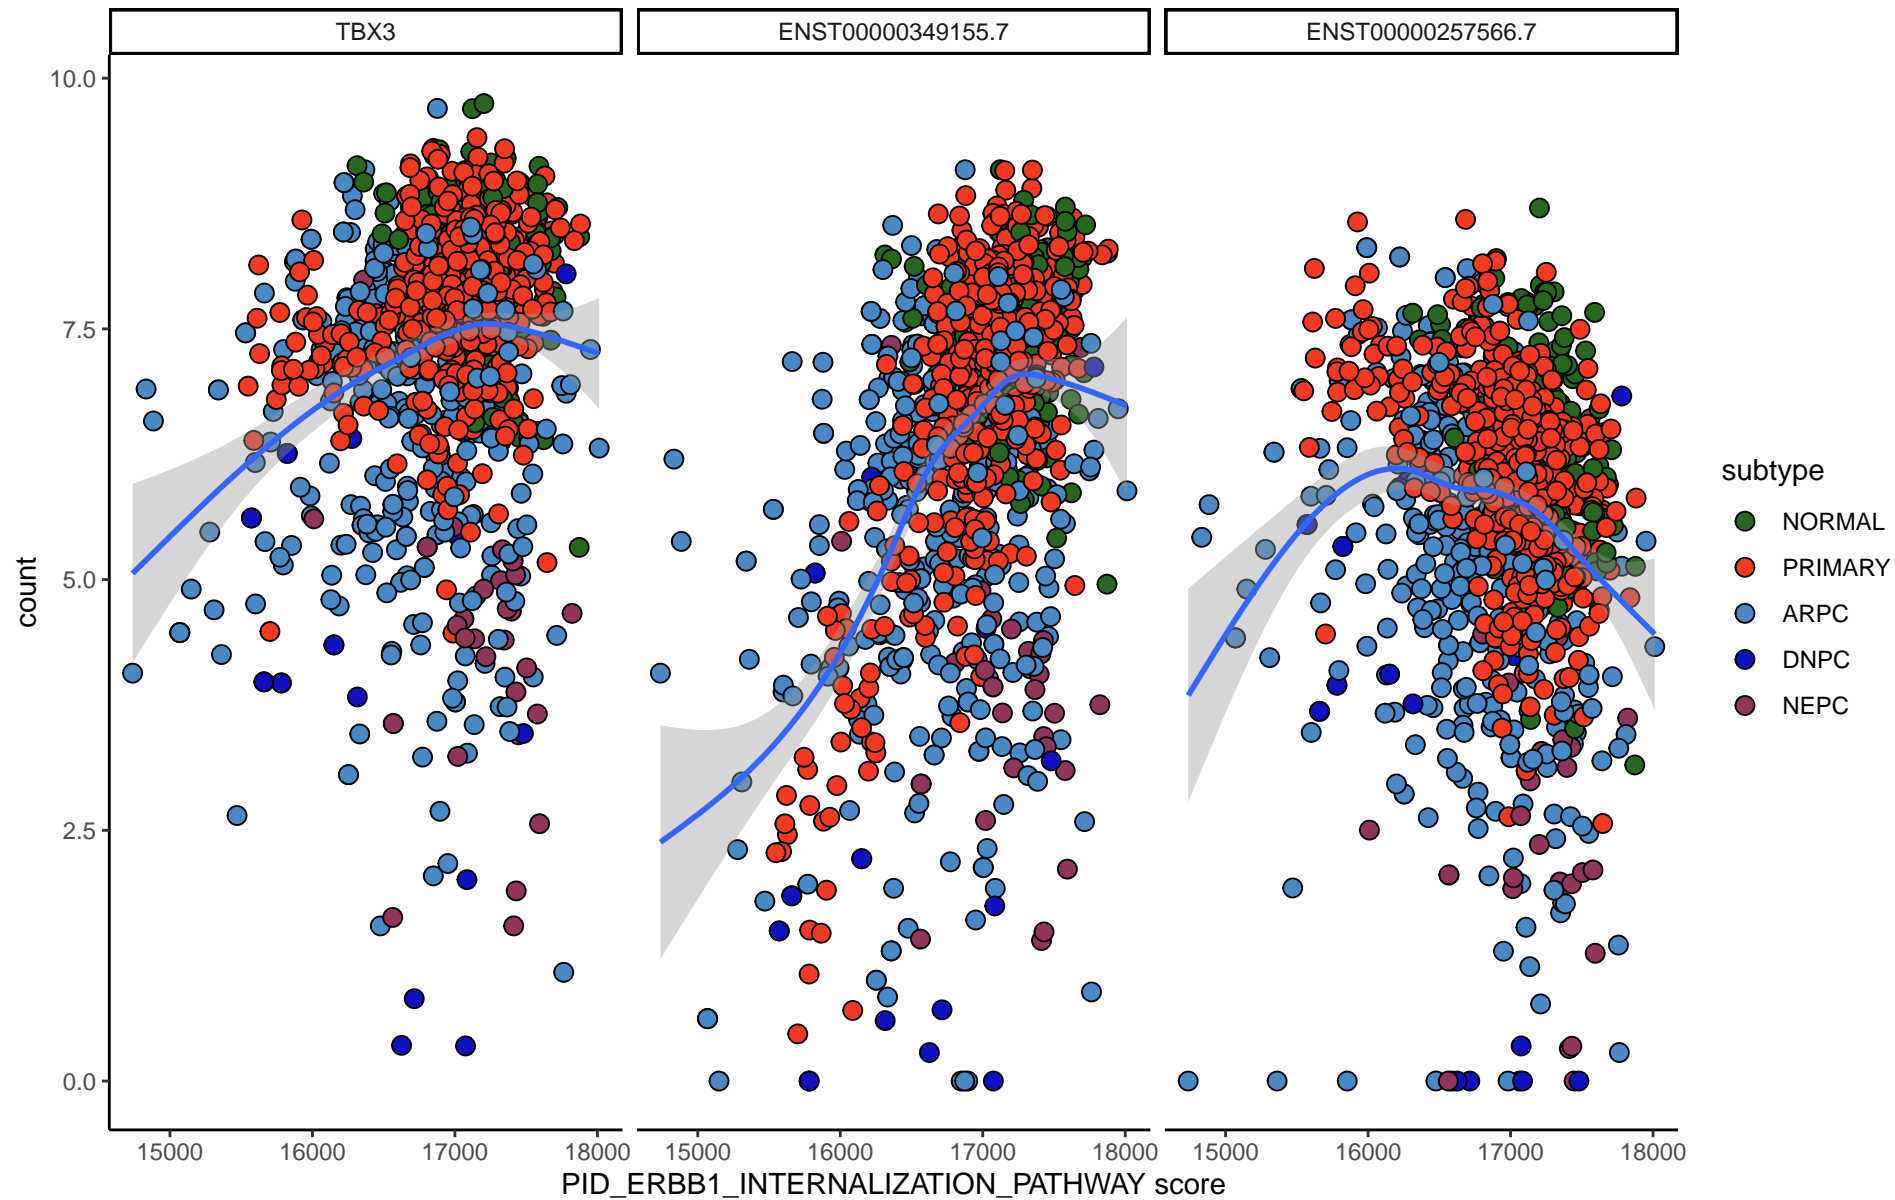 TBX3 ENST00000349155.7 ENST00000257566.7
10.0
7.5
5.0
2.5
0.0
count
15000 16000 17000 18000 15000 16000 17000 18000 15000 16000 17000 18000
PID_ERBB1_INTERNALIZATION_PATHWAY score
subtype
NORMAL
PRIMARY
ARPC
DNPC
NEPC